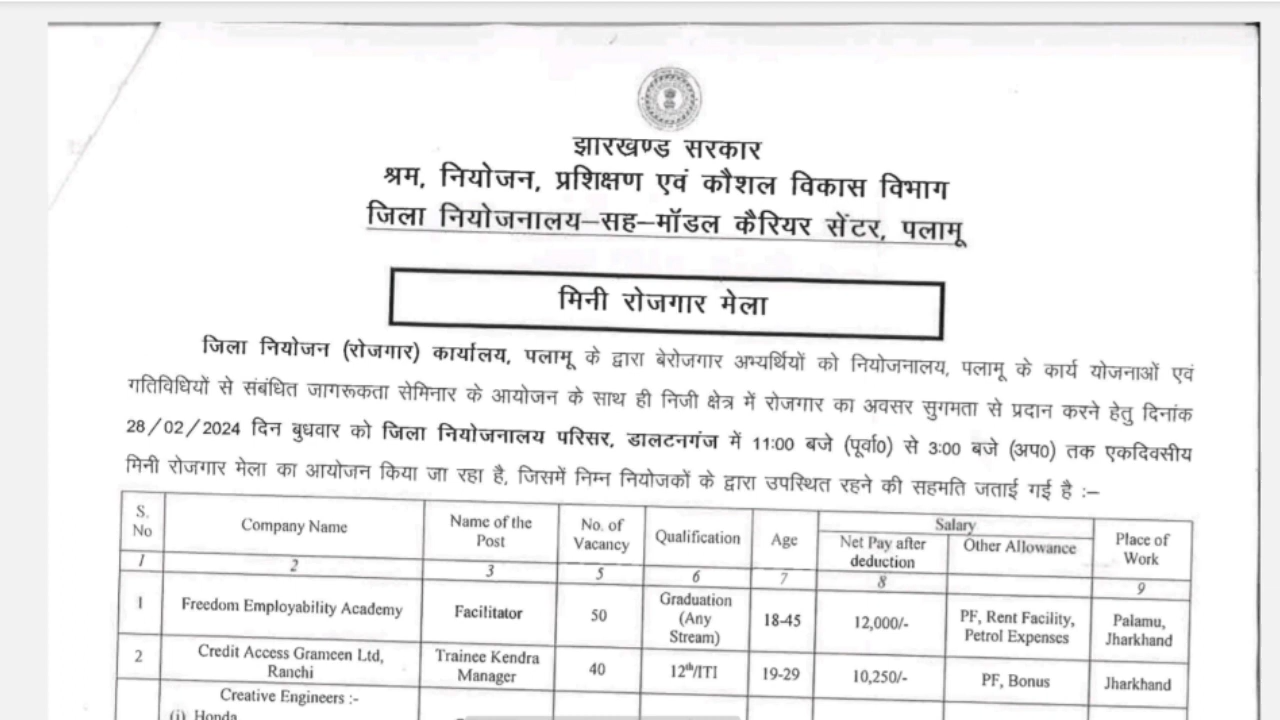 झारखण्ड सरकार
श्रम, नियोजन, प्रशिक्षण एवं कौशल विकास विभाग
जिला नियोजनालय–सह–मॉडल कैरियर सेंटर, पलामू
मिनी रोजगार मेला
जिला नियोजन (रोजगार) कार्यालय, पलामू के द्वारा बेरोजगार अभ्यर्थियों को नियोजनालय, पलामू के कार्य योजनाओं एवं
गतिविधियों से संबंधित जागरूकता सेमिनार के आयोजन के साथ ही निजी क्षेत्र में रोजगार का अवसर सुगमता से प्रदान करने हेतु दिनांक
28/02/2024 दिन बुधवार को जिला नियोजनालय परिसर, डालटनगंज में 11:00 बजे (पूर्वा0) से 3:00 बजे (अप0) तक एकदिवसीय
मिनी रोजगार मेला का आयोजन किया जा रहा है, जिसमें निम्न नियोजकों के द्वारा उपस्थित रहने की सहमति जताई गई है :–
S. No | Company Name | Name of the Post | No. of Vacancy | Qualification | Age | Salary | Place of Work
Net Pay after deduction | Other Allowance
1 | 2 | 3 | 5 | 6 | 7 | 8 | 9
1 | Freedom Employability Academy | Facilitator | 50 | Graduation (Any Stream) | 18-45 | 12,000/- | PF, Rent Facility, Petrol Expenses | Palamu, Jharkhand
2 | Credit Access Grameen Ltd, Ranchi | Trainee Kendra Manager | 40 | 12th/ITI | 19-29 | 10,250/- | PF, Bonus | Jharkhand
Creative Engineers :-
(i) Honda